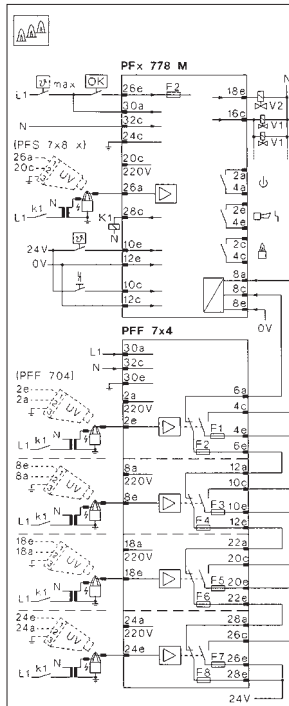 PFx 778 M
L1 max OK
26e F2 18e
V2
30a
16c
V1
N 32c
24c
V1
(PFS 7x8 x)
20c
26a
220V
20c
26a
2a
4a
L1 k1 N
28c
K1
N
2e
4e
24V
10e
2c
0V
12e
4c
10c
8a
12c
8c
8e
0V
PFF 7x4
L1 30a
N 32c
30e
6a
(PFF 704)
2e
2a
2a
220V
4c
UV
2e
4e
F1
L1 k1 N
F2
6e
8e
8a
8a
220V
12a
10c
UV
8e
F3
10e
L1 k1 N
F4
12e
18e
18a
18a
220V
22a
20c
UV
18e
F5
20e
L1 k1 N
F6
22e
24e
24a
24a
220V
28a
26c
UV
24e
F7
26e
L1 k1 N
F8
28e
24V